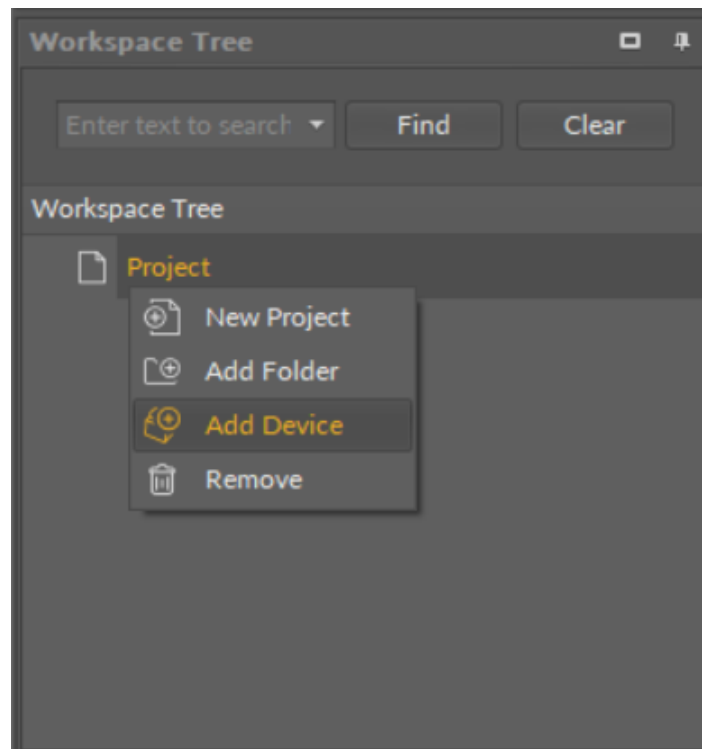 Workspace Tree
Enter text to search Find Clear
Workspace Tree
Project
New Project
Add Folder
Add Device
Remove